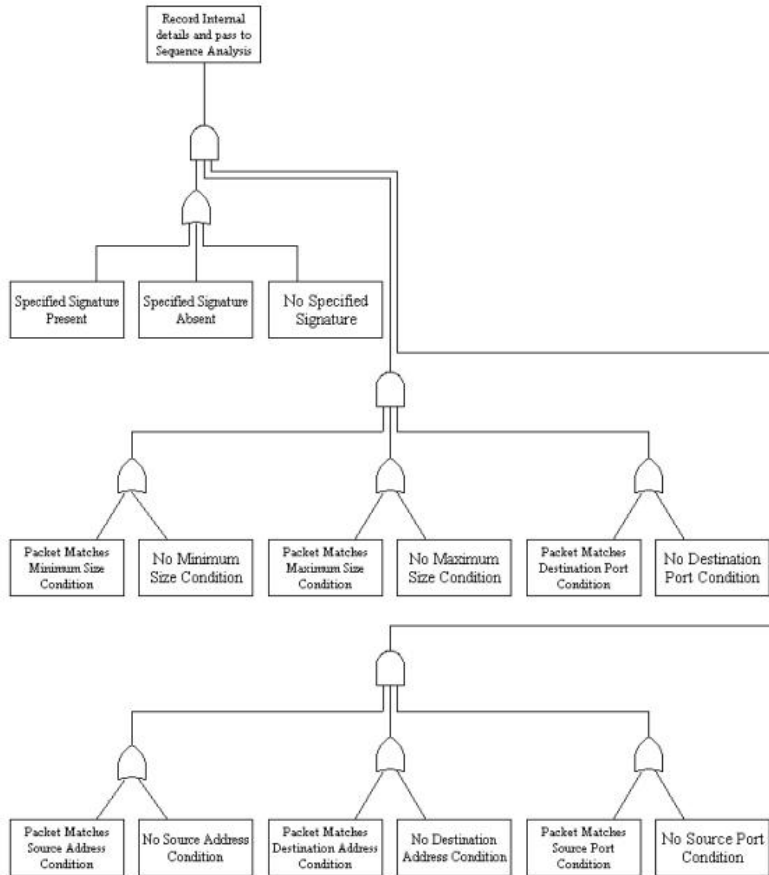 Record Internal
details and pass to
Sequence Analysis
Specified Signature
Present
Specified Signature
Absent
No Specified
Signature
Packet Matches
Minimum Size
Condition
No Minimum
Size Condition
Packet Matches
Maximum Size
Condition
No Maximum
Size Condition
Packet Matches
Destination Port
Condition
No Destination
Port Condition
Packet Matches
Source Address
Condition
No Source Address
Condition
Packet Matches
Destination Address
Condition
No Destination
Address Condition
Packet Matches
Source Port
Condition
No Source Port
Condition